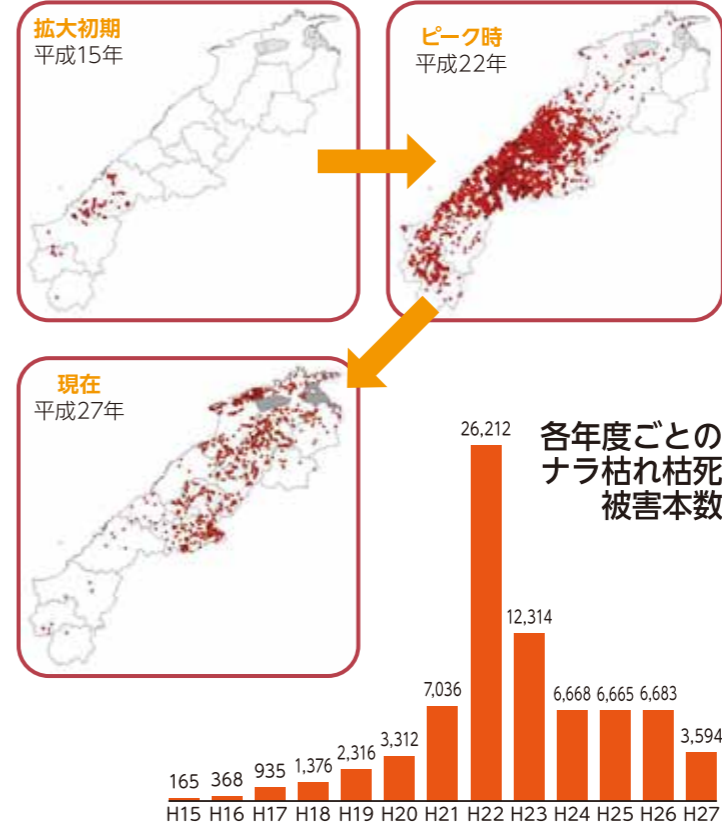 拡大初期
平成15年
ピーク時
平成22年
現在
平成27年
各年度ごとの
ナラ枯れ枯死
被害本数
165 368 935 1,376 2,316 3,312 7,036 26,212 12,314 6,668 6,665 6,683 3,594
H15 H16 H17 H18 H19 H20 H21 H22 H23 H24 H25 H26 H27